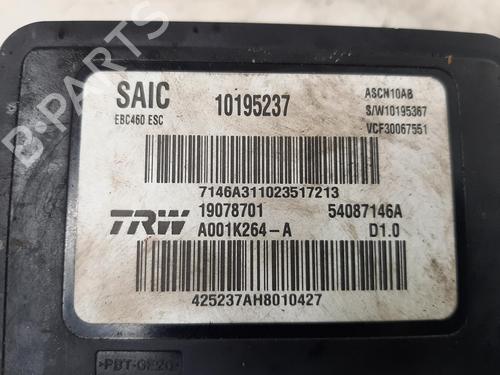 SAIC 10195237 ASCN10AB
EBC460 ESC S/W10195367
VCF30067551
7146A311023517213
TRW 19078701 54087146A
A001K264-A D1.0
425237AH8010427
B-PARTS